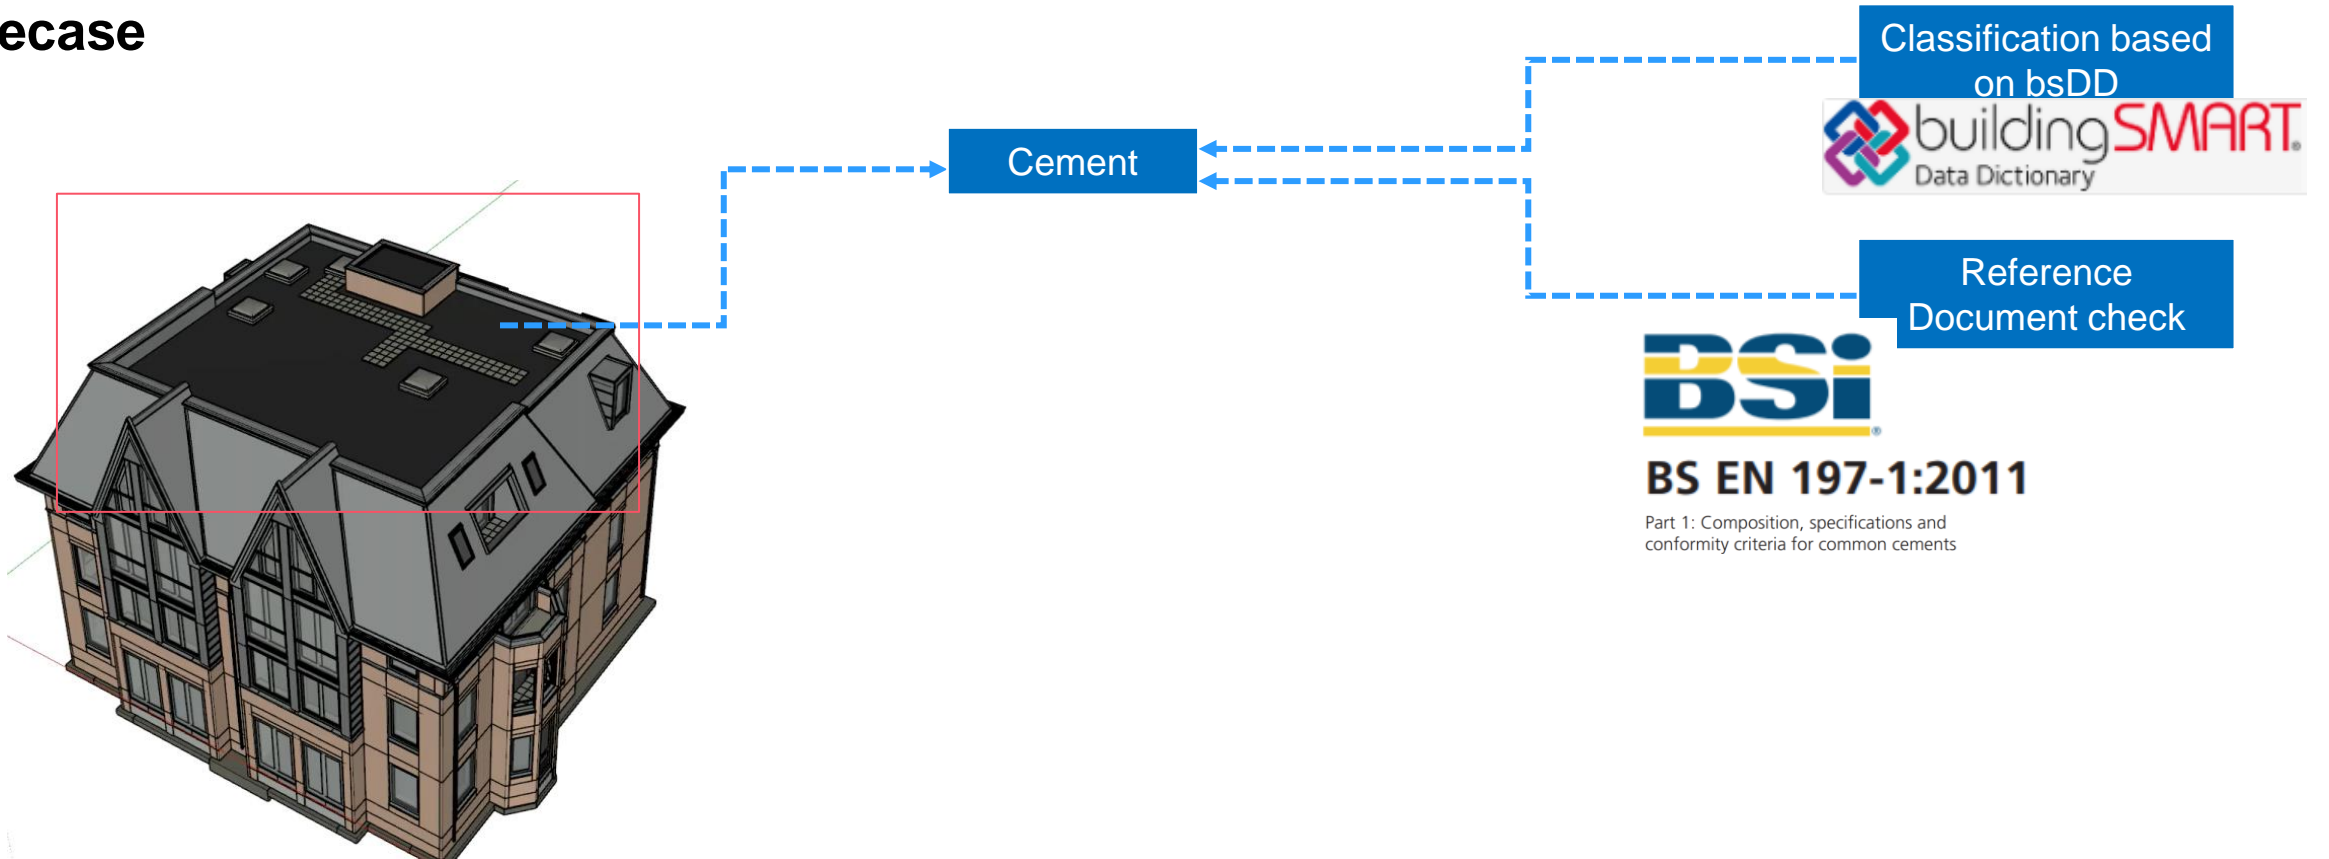 ecase
Classification based
on bsDD
buildingSMART.
Data Dictionary
Cement
Reference
Document check
BSi
®
BS EN 197-1:2011
Part 1: Composition, specifications and
conformity criteria for common cements